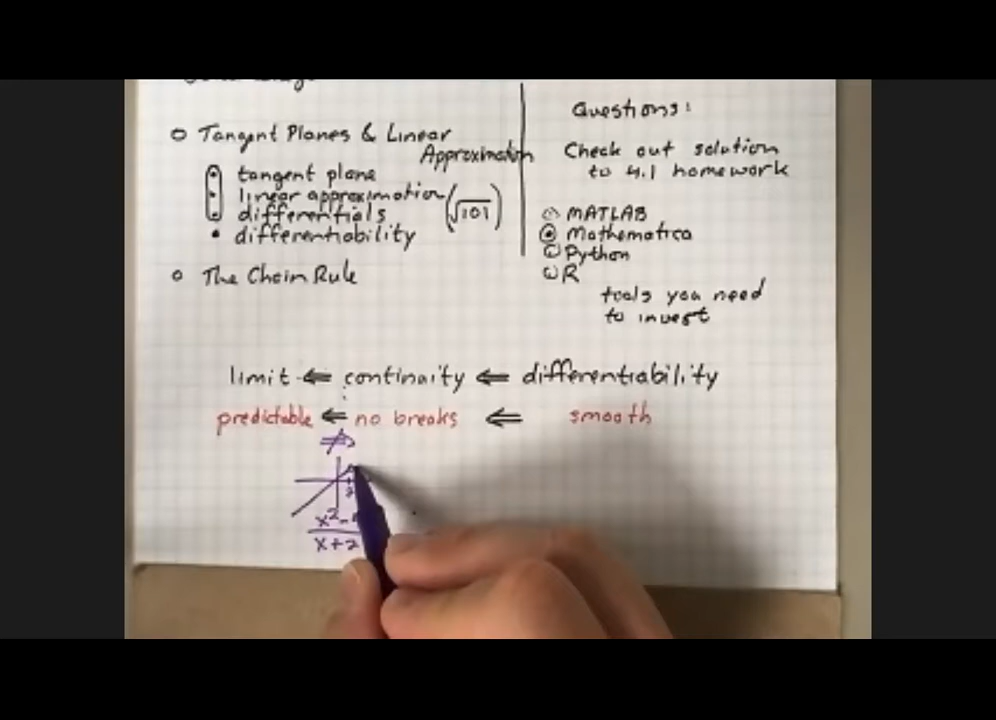 Tangent Planes & Linear
Approximation
tangent plane
linear approximation (√101)
differentials
differentiability
The Chain Rule
Questions:
Check out solution
to 4.1 homework
MATLAB
Mathematica
Python
R
tools you need
to invest
limit ⇐ continuity ⇐ differentiability
predictable ⇐ no breaks ⇐ smooth
⇏
x² -
x+2